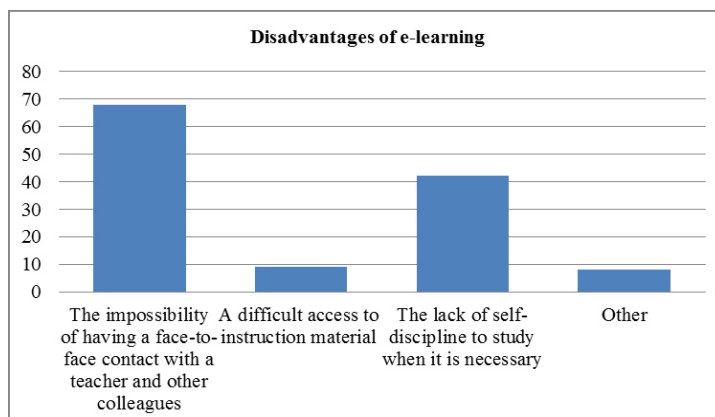 Disadvantages of e-learning
80
70
60
50
40
30
20
10
0
The impossibility
of having a face-to-
face contact with a
teacher and other
colleagues
A difficult access to
instruction material
The lack of self-
discipline to study
when it is necessary
Other